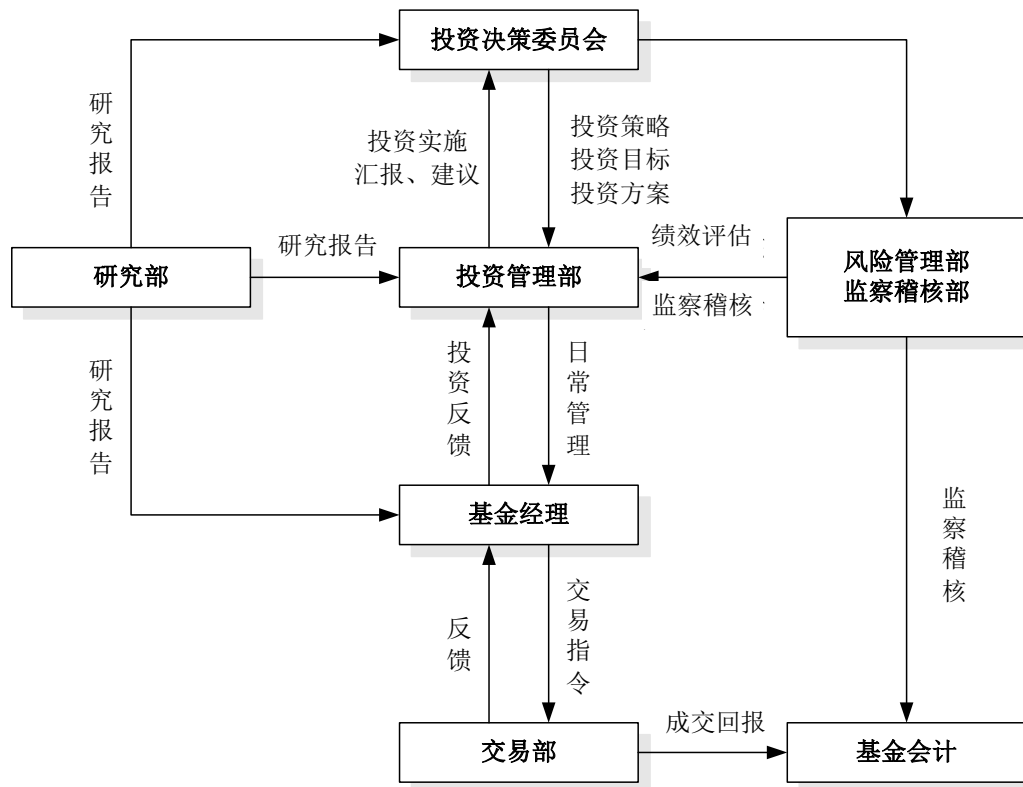 投资决策委员会
研究报告
投资实施
汇报、建议
投资策略
投资目标
投资方案
研究部
研究报告
投资管理部
绩效评估
监察稽核
风险管理部
监察稽核部
研究报告
投资反馈
日常管理
基金经理
监察稽核
反馈
交易指令
交易部
成交回报
基金会计